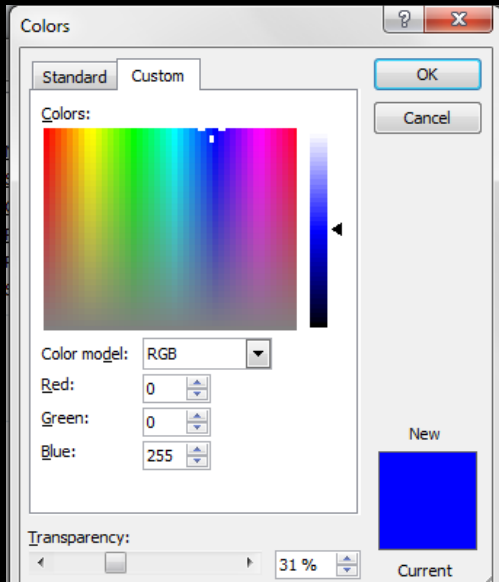 Colors
Standard Custom
OK
Cancel
Colors:
Color model: RGB
Red: 0
Green: 0
Blue: 255
New
Transparency:
31 %
Current